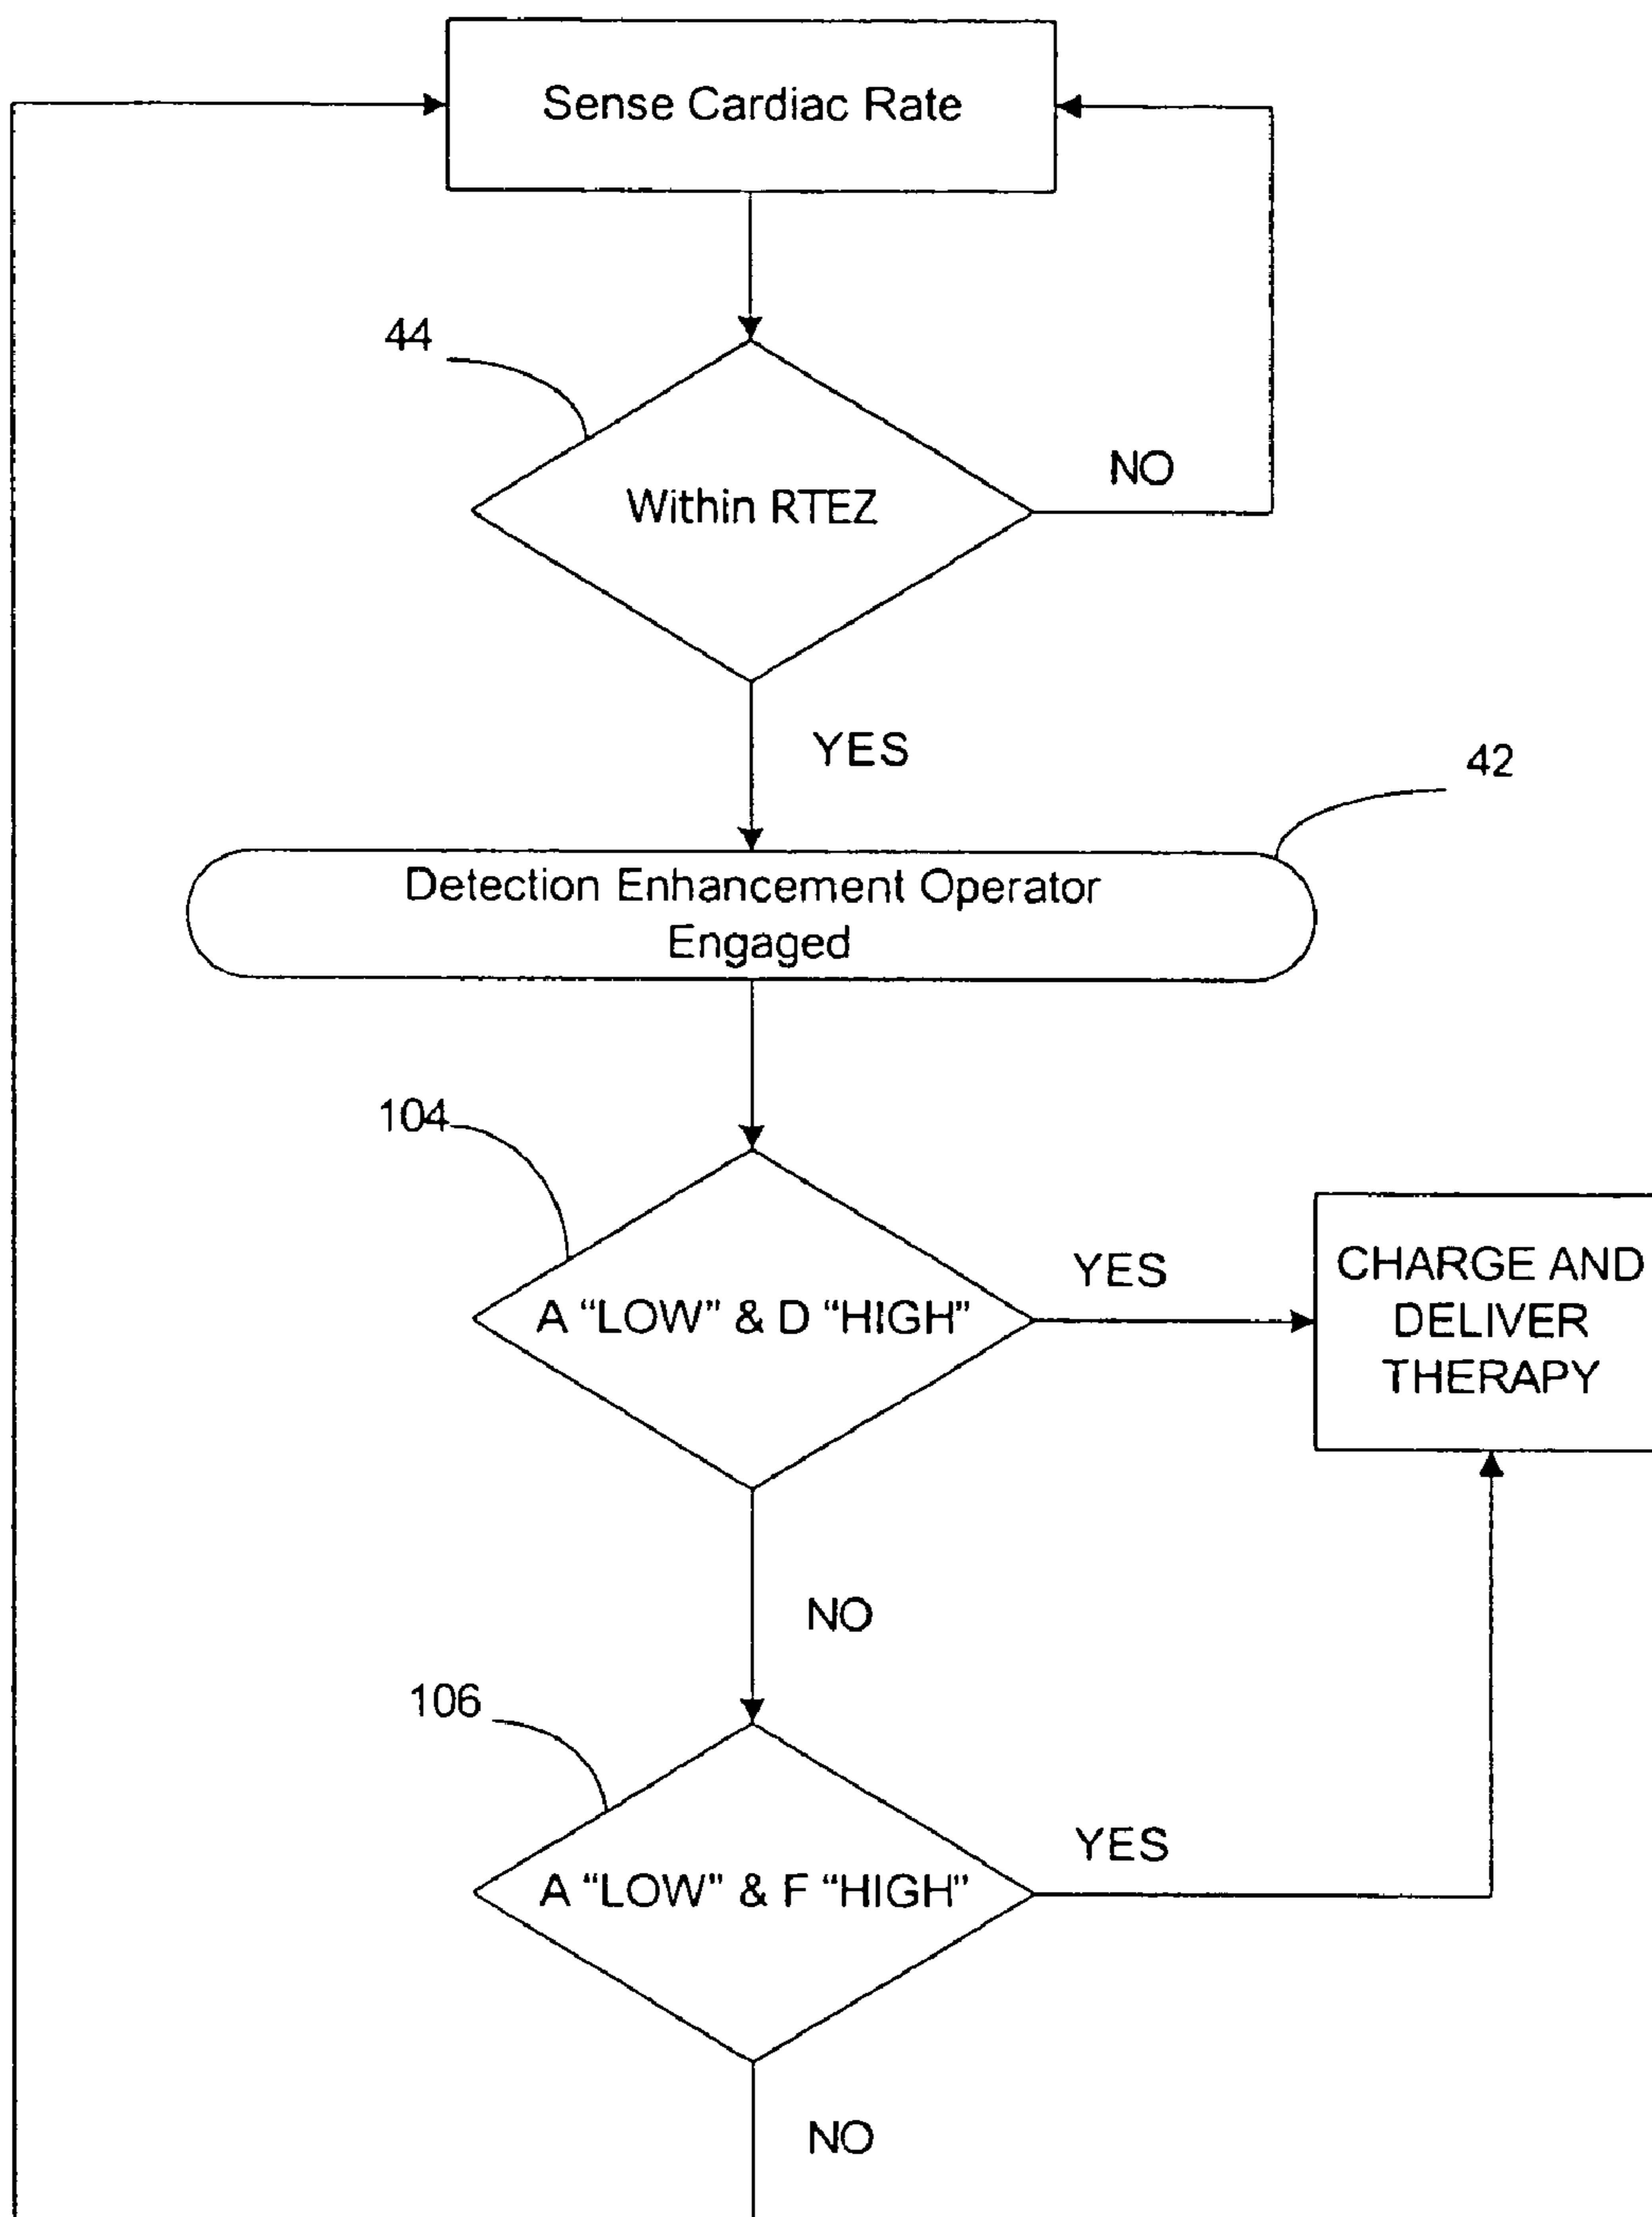 Sense Cardiac Rate
44
NO
Within RTEZ
YES
42
Detection Enhancement Operator
Engaged
104
YES
CHARGE AND
DELIVER
THERAPY
A “LOW” & D “HIGH”
NO
106
YES
A “LOW” & F “HIGH”
NO